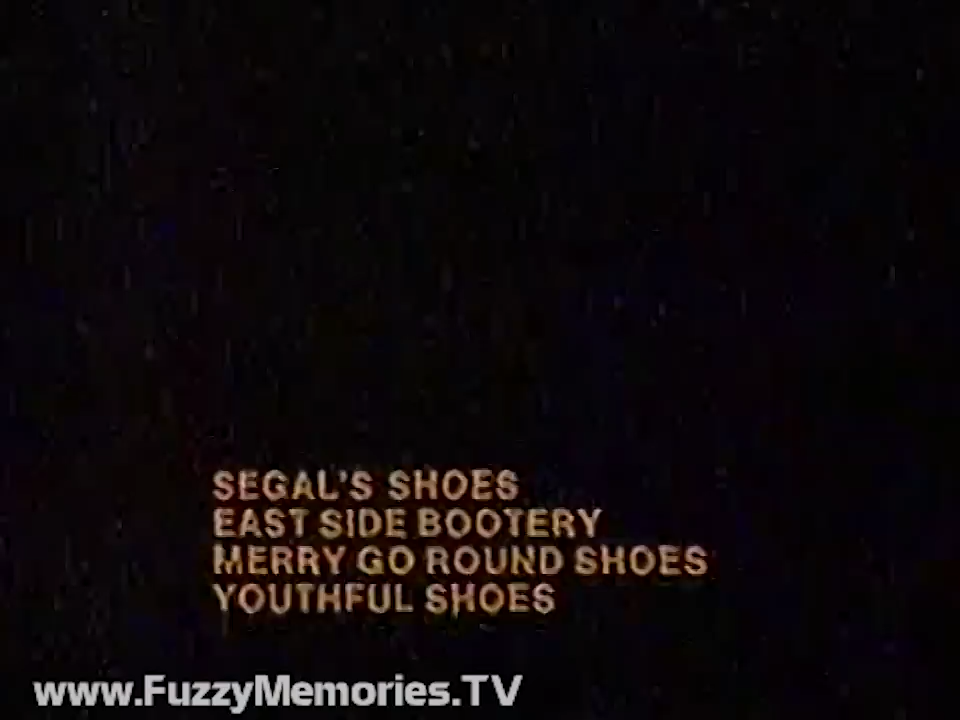 SEGAL'S SHOES
EAST SIDE BOOTERY
MERRY GO ROUND SHOES
YOUTHFUL SHOES
www.FuzzyMemories.TV